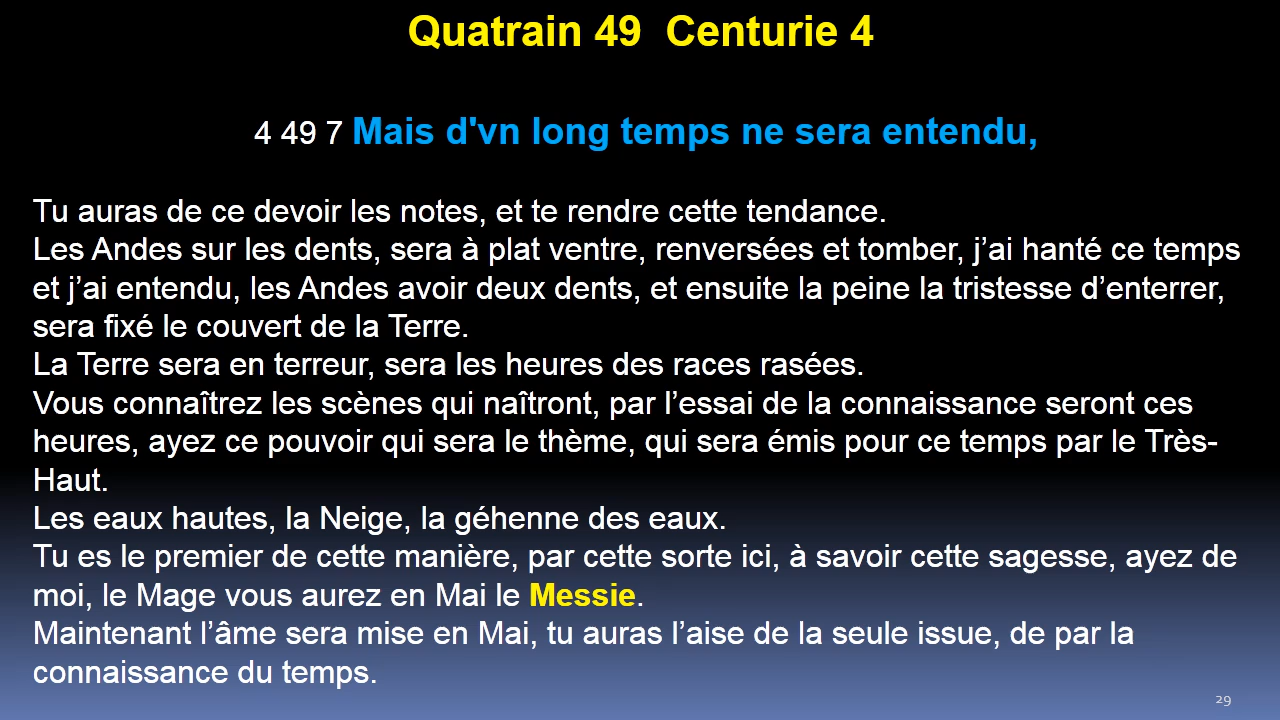 Quatrain 49  Centurie 4
4 49 7 Mais d'vn long temps ne sera entendu,
Tu auras de ce devoir les notes, et te rendre cette tendance.
Les Andes sur les dents, sera à plat ventre, renversées et tomber, j’ai hanté ce temps
et j’ai entendu, les Andes avoir deux dents, et ensuite la peine la tristesse d’enterrer,
sera fixé le couvert de la Terre.
La Terre sera en terreur, sera les heures des races rasées.
Vous connaîtrez les scènes qui naîtront, par l’essai de la connaissance seront ces
heures, ayez ce pouvoir qui sera le thème, qui sera émis pour ce temps par le Très-
Haut.
Les eaux hautes, la Neige, la géhenne des eaux.
Tu es le premier de cette manière, par cette sorte ici, à savoir cette sagesse, ayez de
moi, le Mage vous aurez en Mai le Messie.
Maintenant l’âme sera mise en Mai, tu auras l’aise de la seule issue, de par la
connaissance du temps.
29